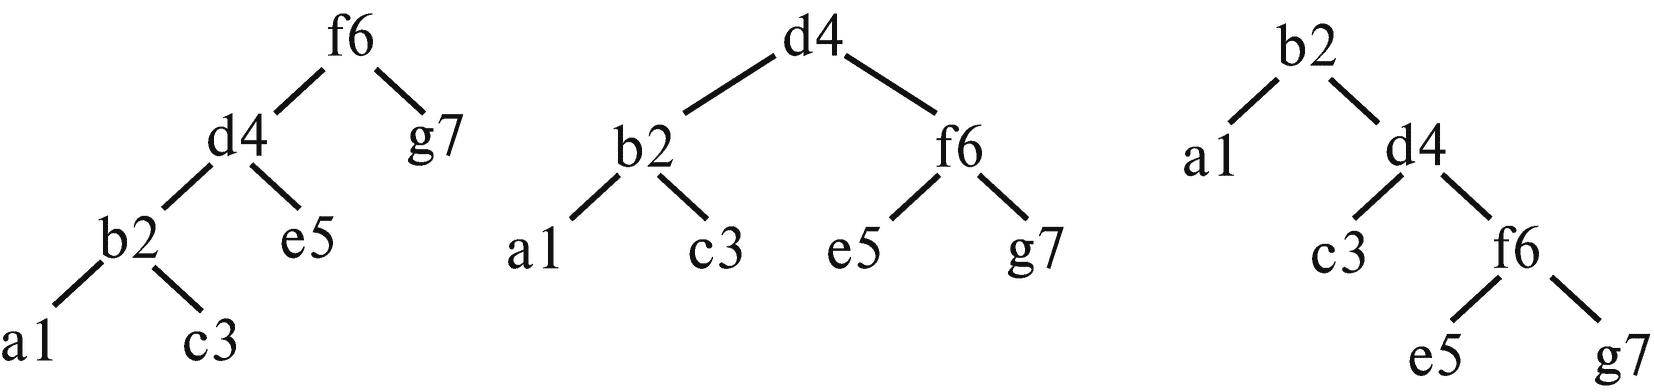 f6
d4 g7
b2 e5
a1 c3
d4
b2 f6
a1 c3 e5 g7
b2
a1 d4
c3 f6
e5 g7